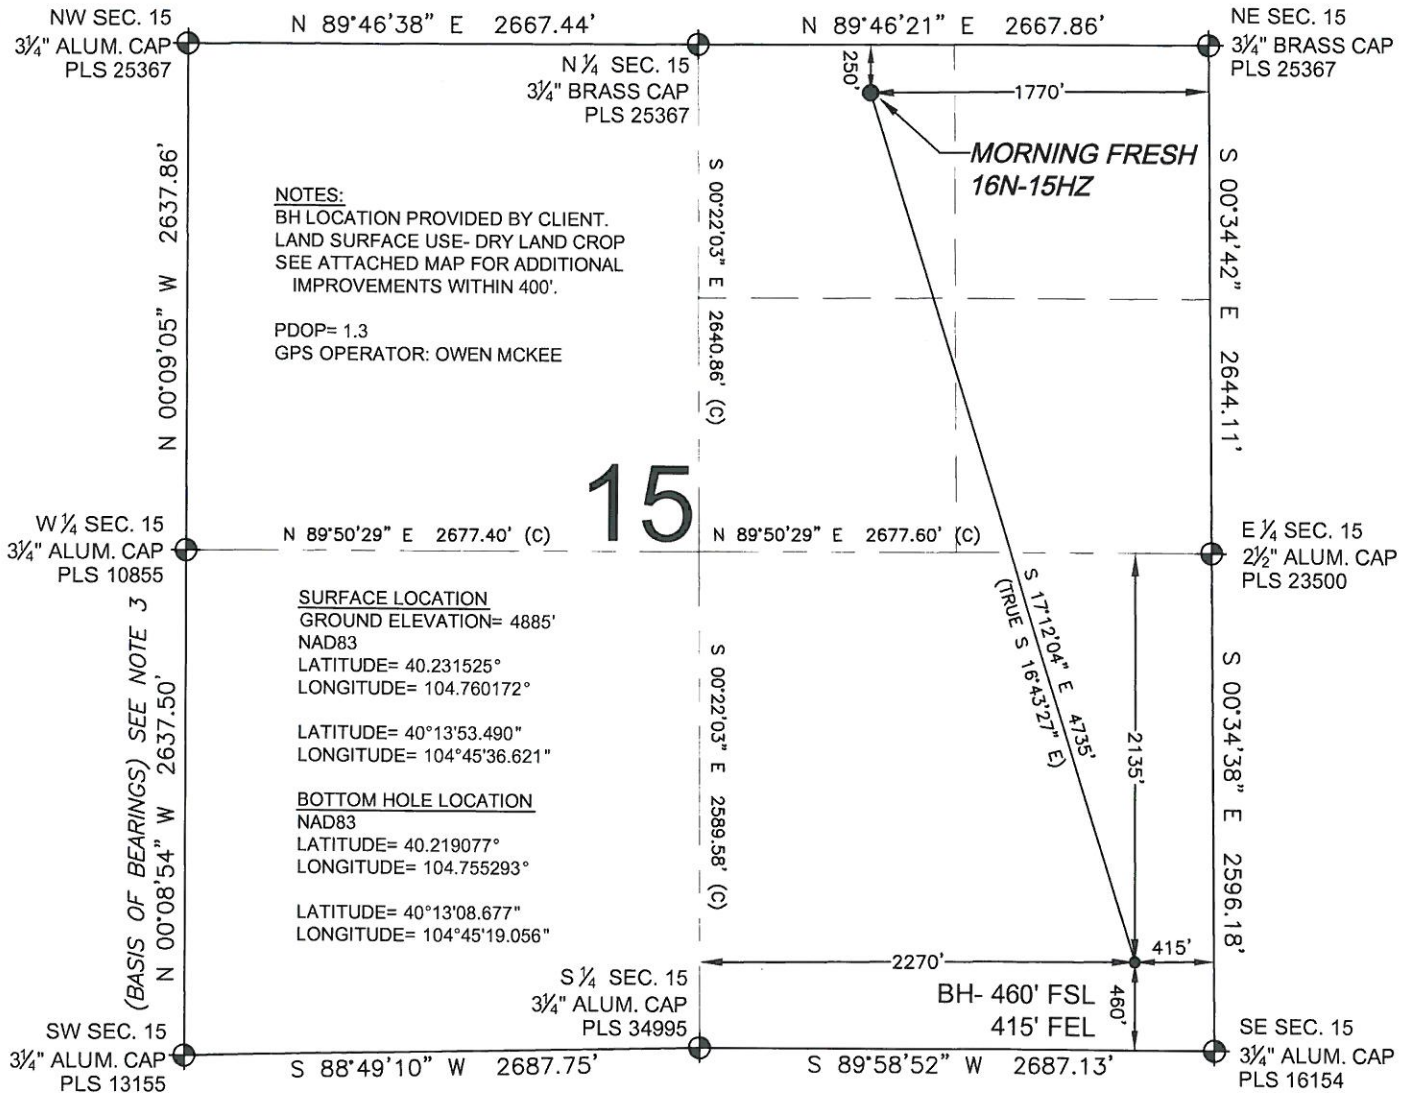 NW SEC. 15
3¼" ALUM. CAP
PLS 25367
N 89°46'38" E 2667.44'
N ¼ SEC. 15
3¼" BRASS CAP
PLS 25367
N 89°46'21" E 2667.86'
NE SEC. 15
3¼" BRASS CAP
PLS 25367
250'
1770'
MORNING FRESH
16N-15HZ
N 00°09'05" W 2637.86'
NOTES:
BH LOCATION PROVIDED BY CLIENT.
LAND SURFACE USE- DRY LAND CROP
SEE ATTACHED MAP FOR ADDITIONAL
IMPROVEMENTS WITHIN 400'.
PDOP= 1.3
GPS OPERATOR: OWEN MCKEE
S 00°22'03" E 2640.86' (C)
S 00°34'42" E 2644.11'
15
W ¼ SEC. 15
3¼" ALUM. CAP
PLS 10855
N 89°50'29" E 2677.40' (C)
N 89°50'29" E 2677.60' (C)
E ¼ SEC. 15
2½" ALUM. CAP
PLS 23500
(BASIS OF BEARINGS) SEE NOTE 3
N 00°08'54" W 2637.50'
SURFACE LOCATION
GROUND ELEVATION= 4885'
NAD83
LATITUDE= 40.231525°
LONGITUDE= 104.760172°
LATITUDE= 40°13'53.490"
LONGITUDE= 104°45'36.621"
BOTTOM HOLE LOCATION
NAD83
LATITUDE= 40.219077°
LONGITUDE= 104.755293°
LATITUDE= 40°13'08.677"
LONGITUDE= 104°45'19.056"
S 00°22'03" E 2589.58' (C)
S 17°12'04" E 4735'
(TRUE S 16°43'27" E)
2135'
S 00°34'38" E 2596.18'
2270'
415'
BH- 460' FSL
415' FEL
460'
SW SEC. 15
3¼" ALUM. CAP
PLS 13155
S 88°49'10" W 2687.75'
S ¼ SEC. 15
3¼" ALUM. CAP
PLS 34995
S 89°58'52" W 2687.13'
SE SEC. 15
3¼" ALUM. CAP
PLS 16154